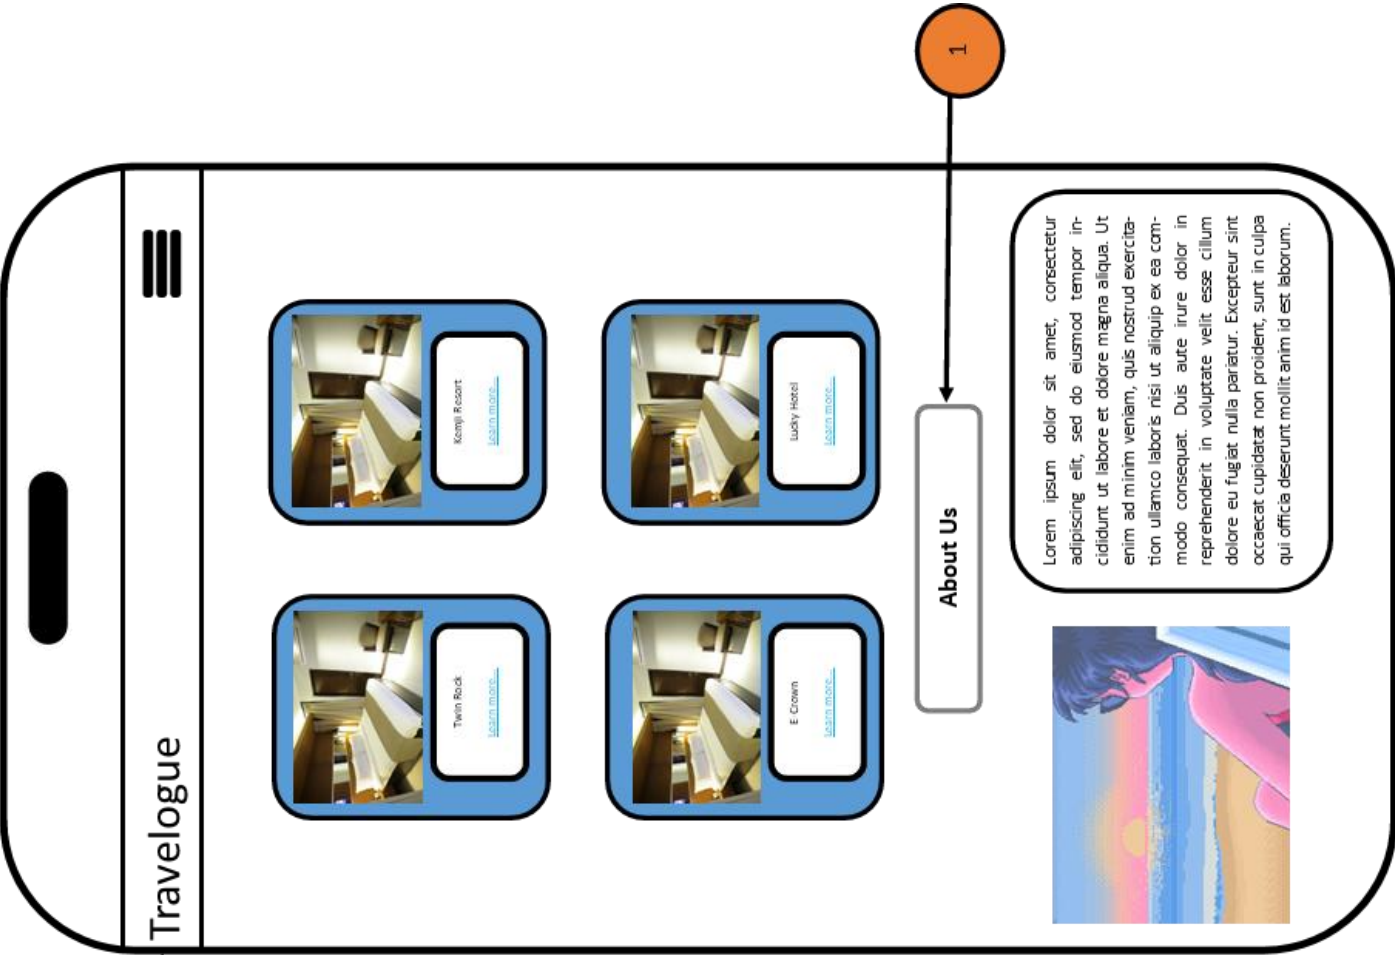 Travelogue
Twin Rock
Learn more...
Kemji Resort
Learn more...
E Crown
Learn more...
Lucky Hotel
Learn more...
1
About Us
Lorem ipsum dolor sit amet, consectetur
adipiscing elit, sed do eiusmod tempor in-
cididunt ut labore et dolore magna aliqua. Ut
enim ad minim veniam, quis nostrud exercita-
tion ullamco laboris nisi ut aliquip ex ea com-
modo consequat. Duis aute irure dolor in
reprehenderit in voluptate velit esse cillum
dolore eu fugiat nulla pariatur. Excepteur sint
occaecat cupidatat non proident, sunt in culpa
qui officia deserunt mollit anim id est laborum.